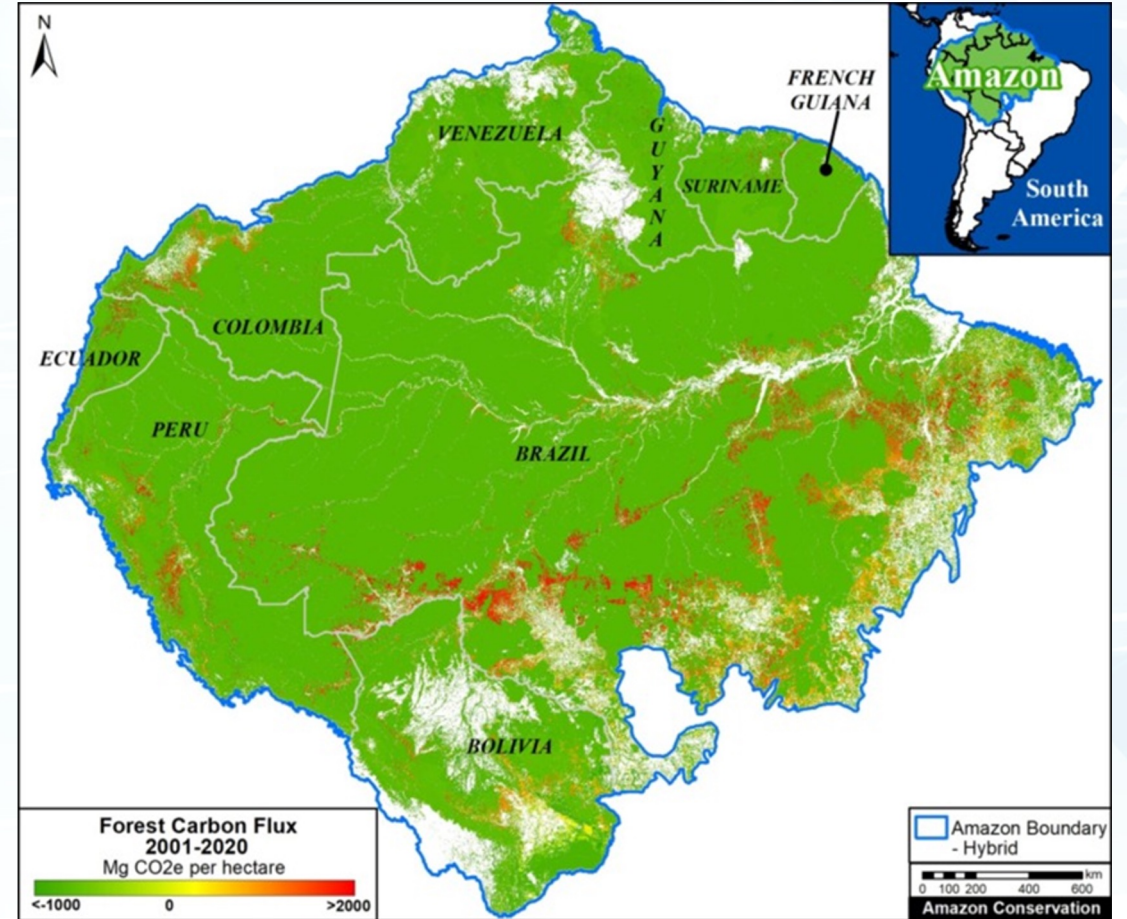 N
FRENCH
GUIANA
Amazon
South
America
VENEZUELA
GUYANA
SURINAME
COLOMBIA
ECUADOR
PERU
BRAZIL
BOLIVIA
Forest Carbon Flux
2001-2020
Mg CO2e per hectare
<-1000 0 >2000
Amazon Boundary
- Hybrid
km
0 100 200 400 600
Amazon Conservation